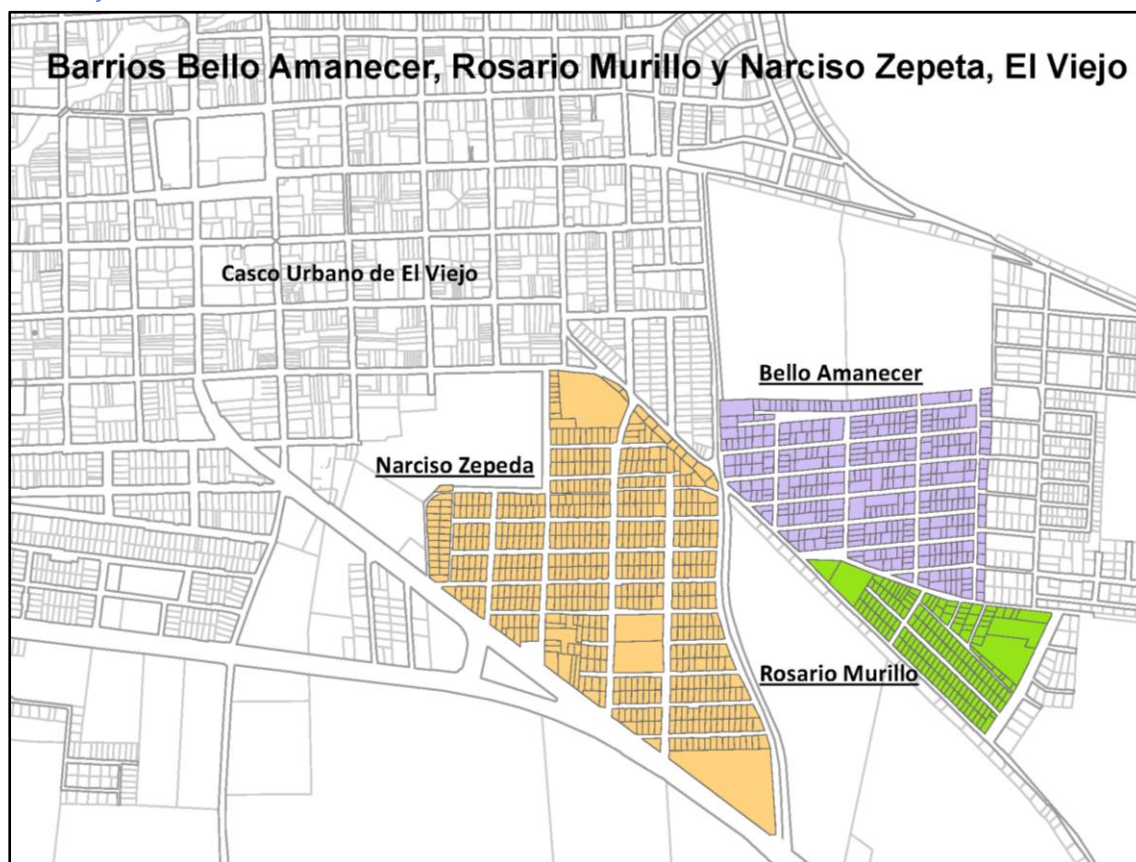 Barrios Bello Amanecer, Rosario Murillo y Narciso Zepeta, El Viejo
Casco Urbano de El Viejo
Bello Amanecer
Narciso Zepeda
Rosario Murillo